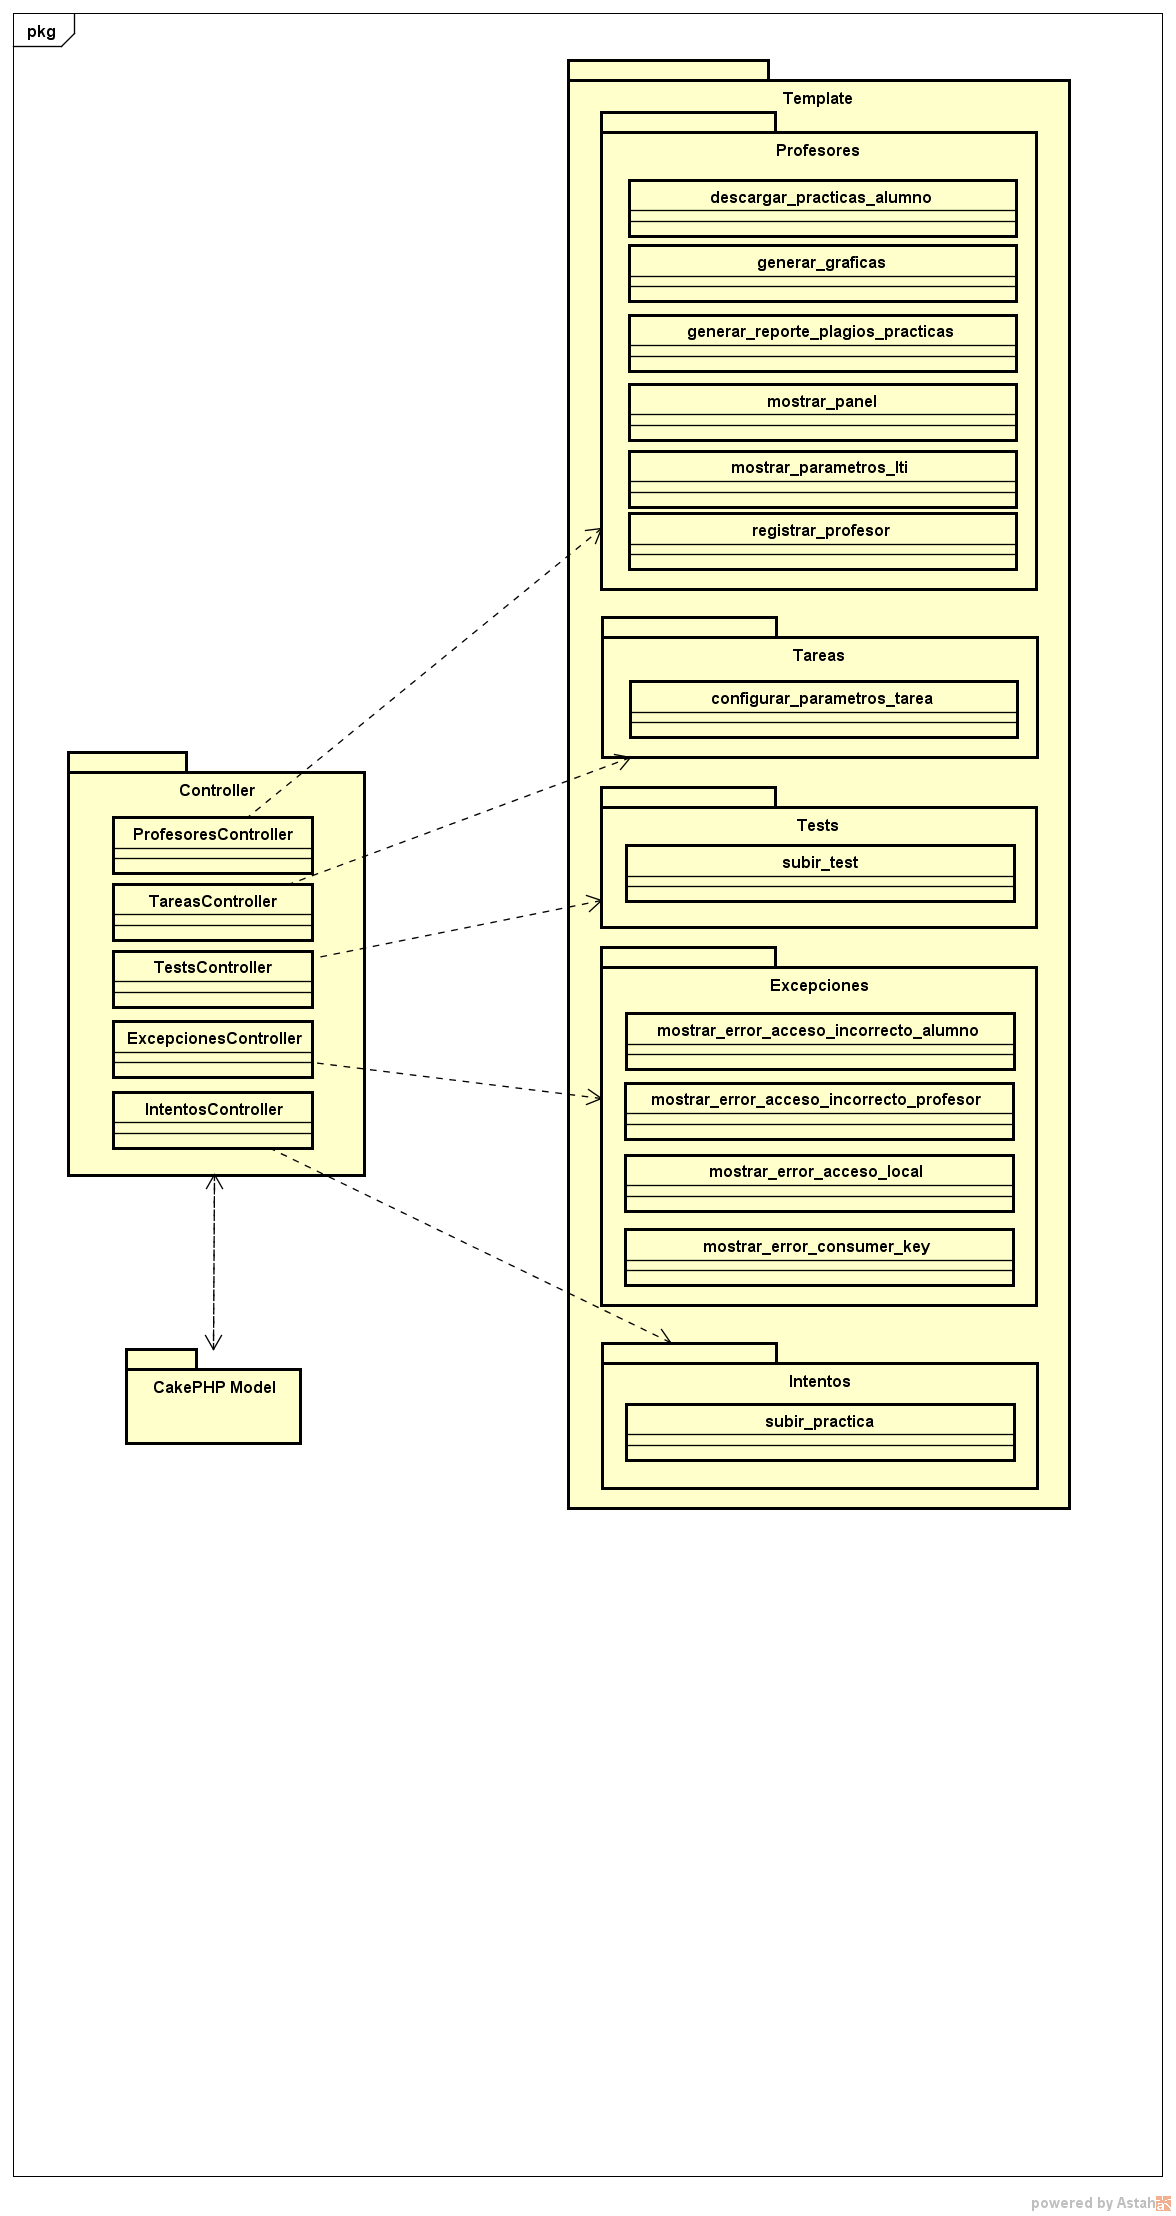 pkg
Template
Profesores
descargar_practicas_alumno
generar_graficas
generar_reporte_plagios_practicas
mostrar_panel
mostrar_parametros_lti
registrar_profesor
Tareas
configurar_parametros_tarea
Tests
subir_test
Excepciones
mostrar_error_acceso_incorrecto_alumno
mostrar_error_acceso_incorrecto_profesor
mostrar_error_acceso_local
mostrar_error_consumer_key
Intentos
subir_practica
Controller
ProfesoresController
TareasController
TestsController
ExcepcionesController
IntentosController
CakePHP Model
powered by Astah